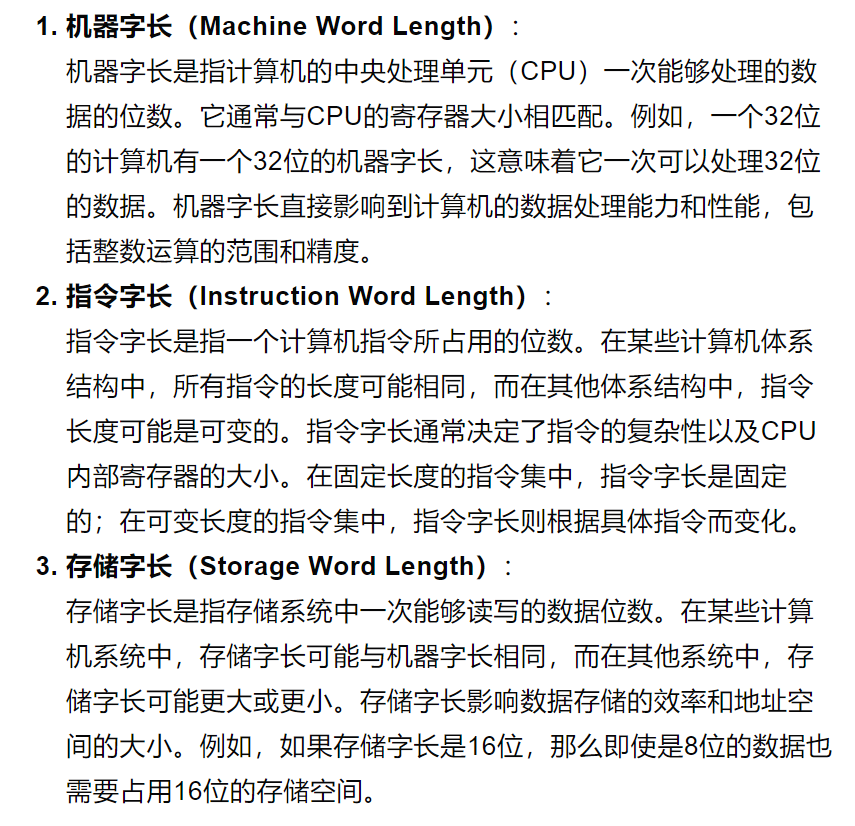 1. 机器字长（Machine Word Length）：
机器字长是指计算机的中央处理单元（CPU）一次能够处理的数
据的位数。它通常与CPU的寄存器大小相匹配。例如，一个32位
的计算机有一个32位的机器字长，这意味着它一次可以处理32位
的数据。机器字长直接影响到计算机的数据处理能力和性能，包
括整数运算的范围和精度。
2. 指令字长（Instruction Word Length）：
指令字长是指一个计算机指令所占用的位数。在某些计算机体系
结构中，所有指令的长度可能相同，而在其他体系结构中，指令
长度可能是可变的。指令字长通常决定了指令的复杂性以及CPU
内部寄存器的大小。在固定长度的指令集中，指令字长是固定
的；在可变长度的指令集中，指令字长则根据具体指令而变化。
3. 存储字长（Storage Word Length）：
存储字长是指存储系统中一次能够读写的数据位数。在某些计算
机系统中，存储字长可能与机器字长相同，而在其他系统中，存
储字长可能更大或更小。存储字长影响数据存储的效率和地址空
间的大小。例如，如果存储字长是16位，那么即使是8位的数据也
需要占用16位的存储空间。